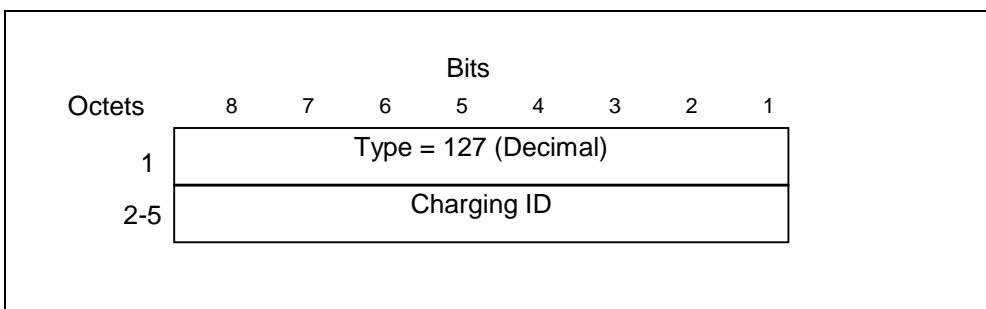 Bits
Octets 8 7 6 5 4 3 2 1
1 Type = 127 (Decimal)
2-5 Charging ID